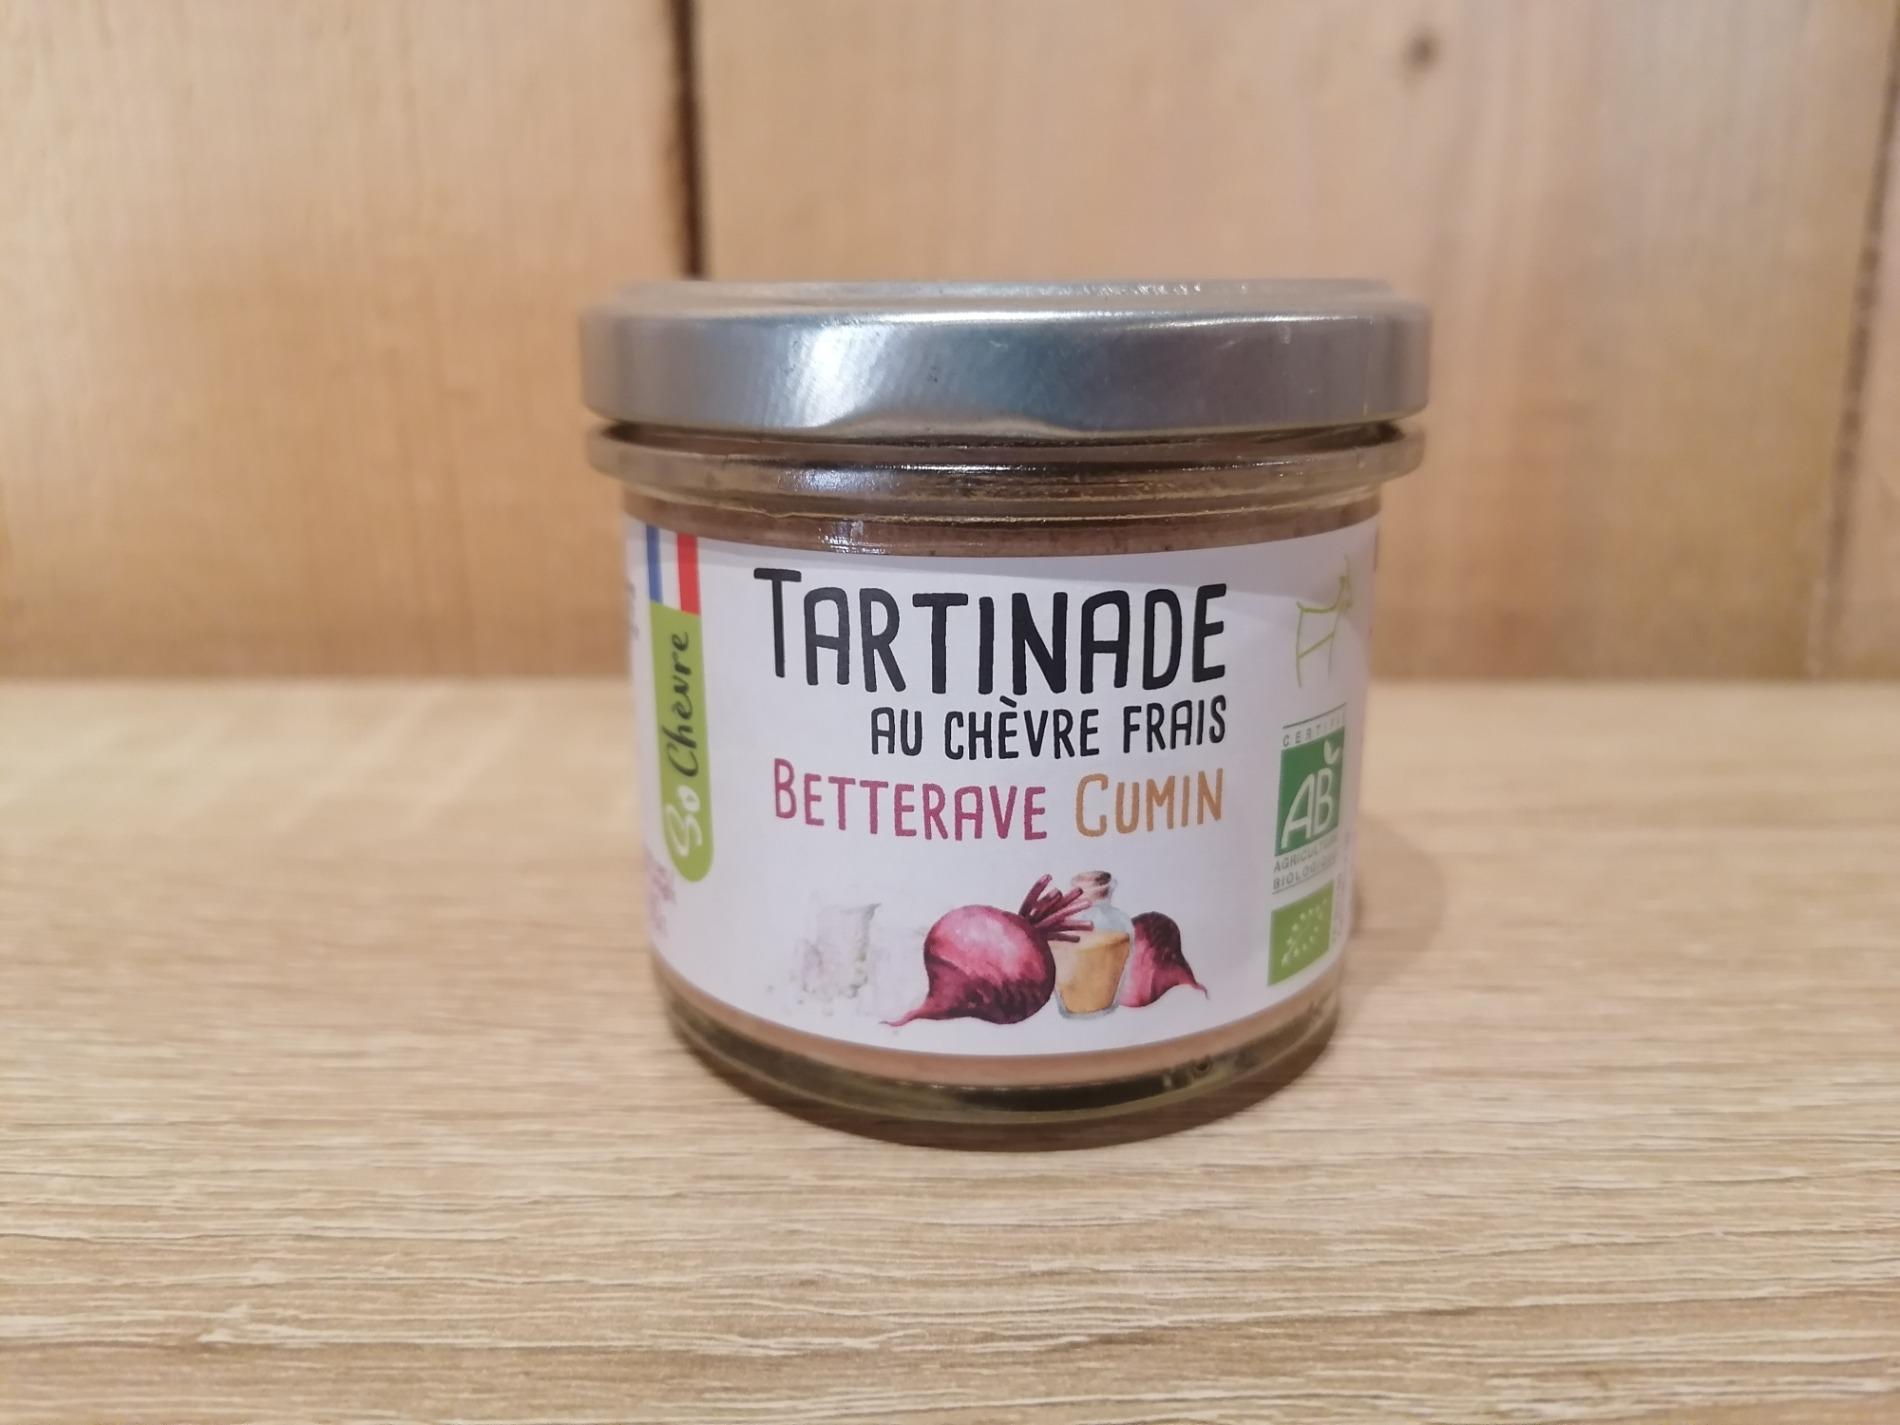 TARTINADE
AU CHÈVRE FRAIS
BETTERAVE CUMIN
So Chèvre
CERTIFIÉ
AB
AGRICULTURE
BIOLOGIQUE